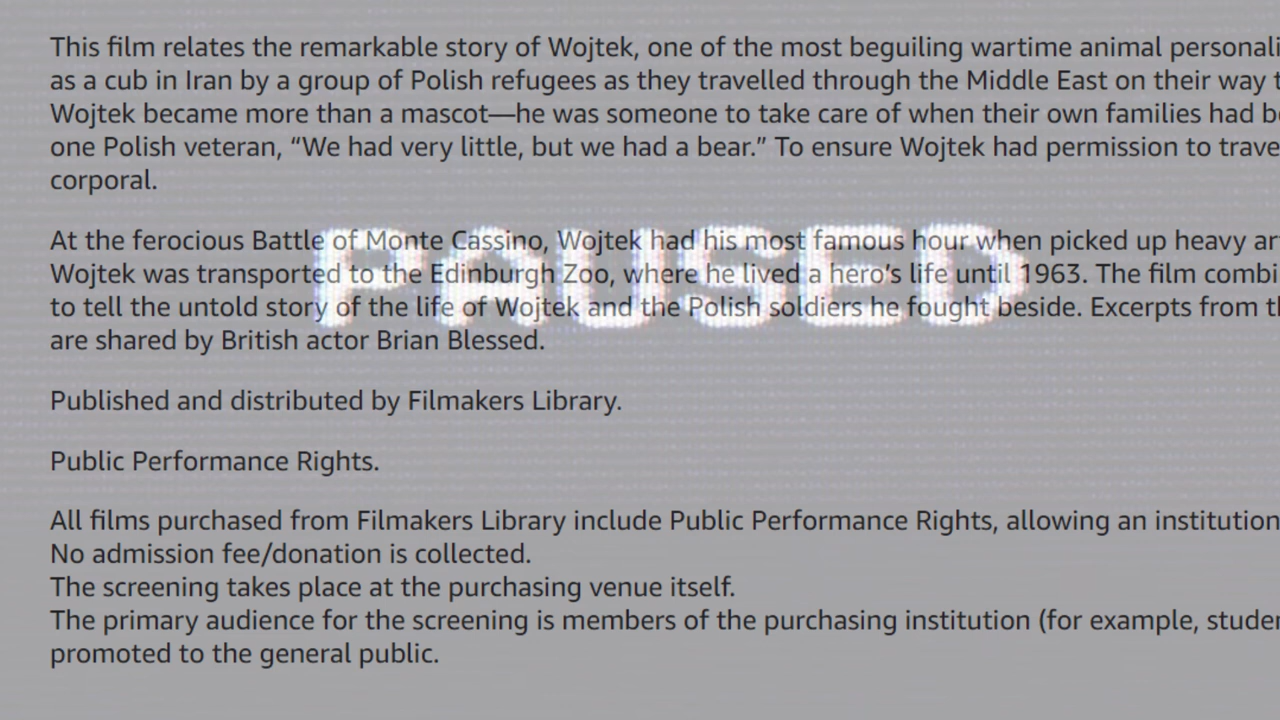 This film relates the remarkable story of Wojtek, one of the most beguiling wartime animal
as a cub in Iran by a group of Polish refugees as they travelled through the Middle East on their way
Wojtek became more than a mascot—he was someone to take care of when their own families had
one Polish veteran, “We had very little, but we had a bear.” To ensure Wojtek had permission to
corporal.
At the ferocious Battle of Monte Cassino, Wojtek had his most famous hour when picked up heavy
PAUSED
Wojtek was transported to the Edinburgh Zoo, where he lived a hero’s life until 1963. The film
to tell the untold story of the life of Wojtek and the Polish soldiers he fought beside. Excerpts from
are shared by British actor Brian Blessed.
Published and distributed by Filmakers Library.
Public Performance Rights.
All films purchased from Filmakers Library include Public Performance Rights, allowing an institution
No admission fee/donation is collected.
The screening takes place at the purchasing venue itself.
The primary audience for the screening is members of the purchasing institution (for example,
promoted to the general public.